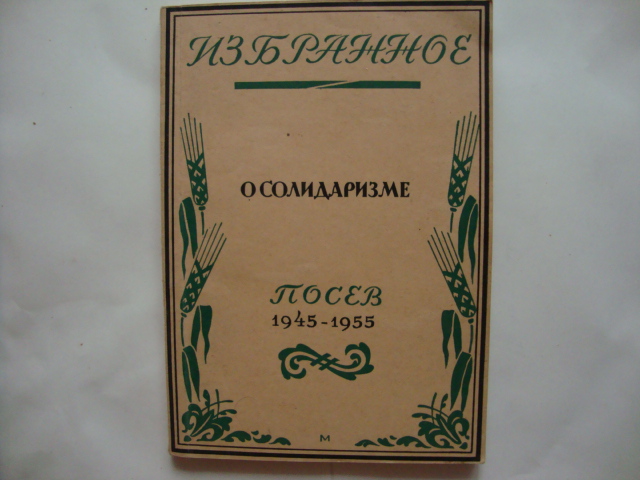 ИЗБРАННОЕ
О СОЛИДАРИЗМЕ
ПОСЕВ
1945-1955
М